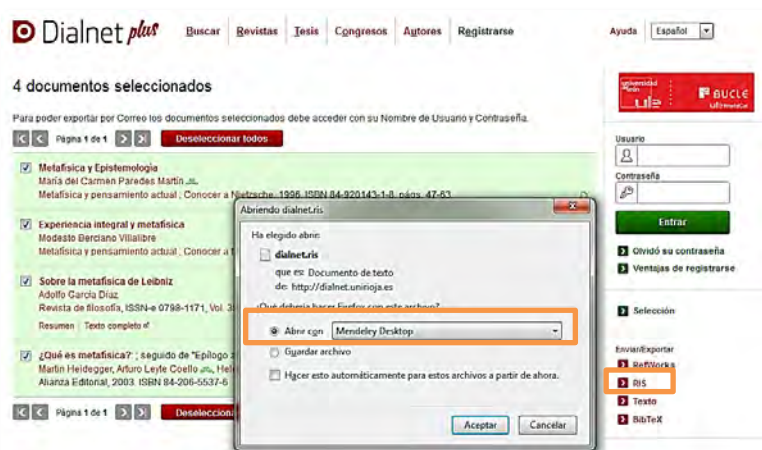 Dialnet plus
Buscar Revistas Tesis Congresos Autores Registrarse
Ayuda Español
4 documentos seleccionados
Para poder exportar por Correo los documentos seleccionados debe acceder con su Nombre de Usuario y Contraseña.
Página 1 de 1 Deseleccionar todos
Metafísica y Epistemología
María del Carmen Paredes Martín
Metafísica y pensamiento actual : Conocer a Nietzsche, 1996, ISBN 84-920143-1-8, págs. 47-63
Experiencia integral y metafísica
Modesto Berciano Villalibre
Metafísica y pensamiento actual : Conocer a
Sobre la metafísica de Leibniz
Adolfo García Díaz
Revista de filosofía, ISSN-e 0798-1171, Vol.
Resumen Texto completo
¿Qué es metafísica? ; seguido de "Epílogo
Martin Heidegger, Arturo Leyte Coello
Alianza Editorial, 2003. ISBN 84-206-5537-6
Página 1 de 1 Deselecciona
Abriendo dialnet.ris
Ha elegido abrir:
dialnet.ris
que es: Documento de texto
de: http://dialnet.unirioja.es
¿Qué debería hacer Firefox con este archivo?
Abrir con Mendelry Desktop
Guardar archivo
Hacer esto automáticamente para estos archivos a partir de ahora.
Aceptar Cancelar
universidad
BUCLE
Usuario
Contraseña
Entrar
Olvidó su contraseña
Ventajas de registrarse
Selección
Enviar/Exportar
RefWorks
RIS
Texto
BibTeX